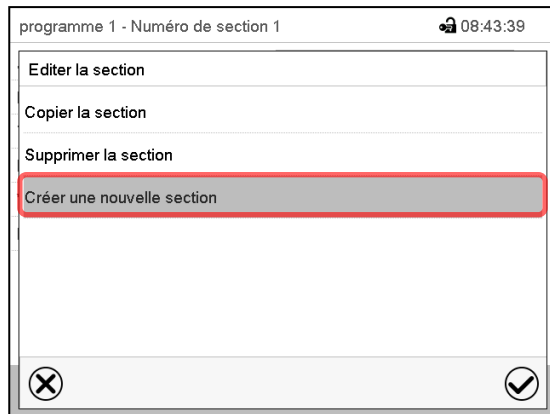 programme 1 - Numéro de section 1 08:43:39
Editer la section
Copier la section
Supprimer la section
Créer une nouvelle section